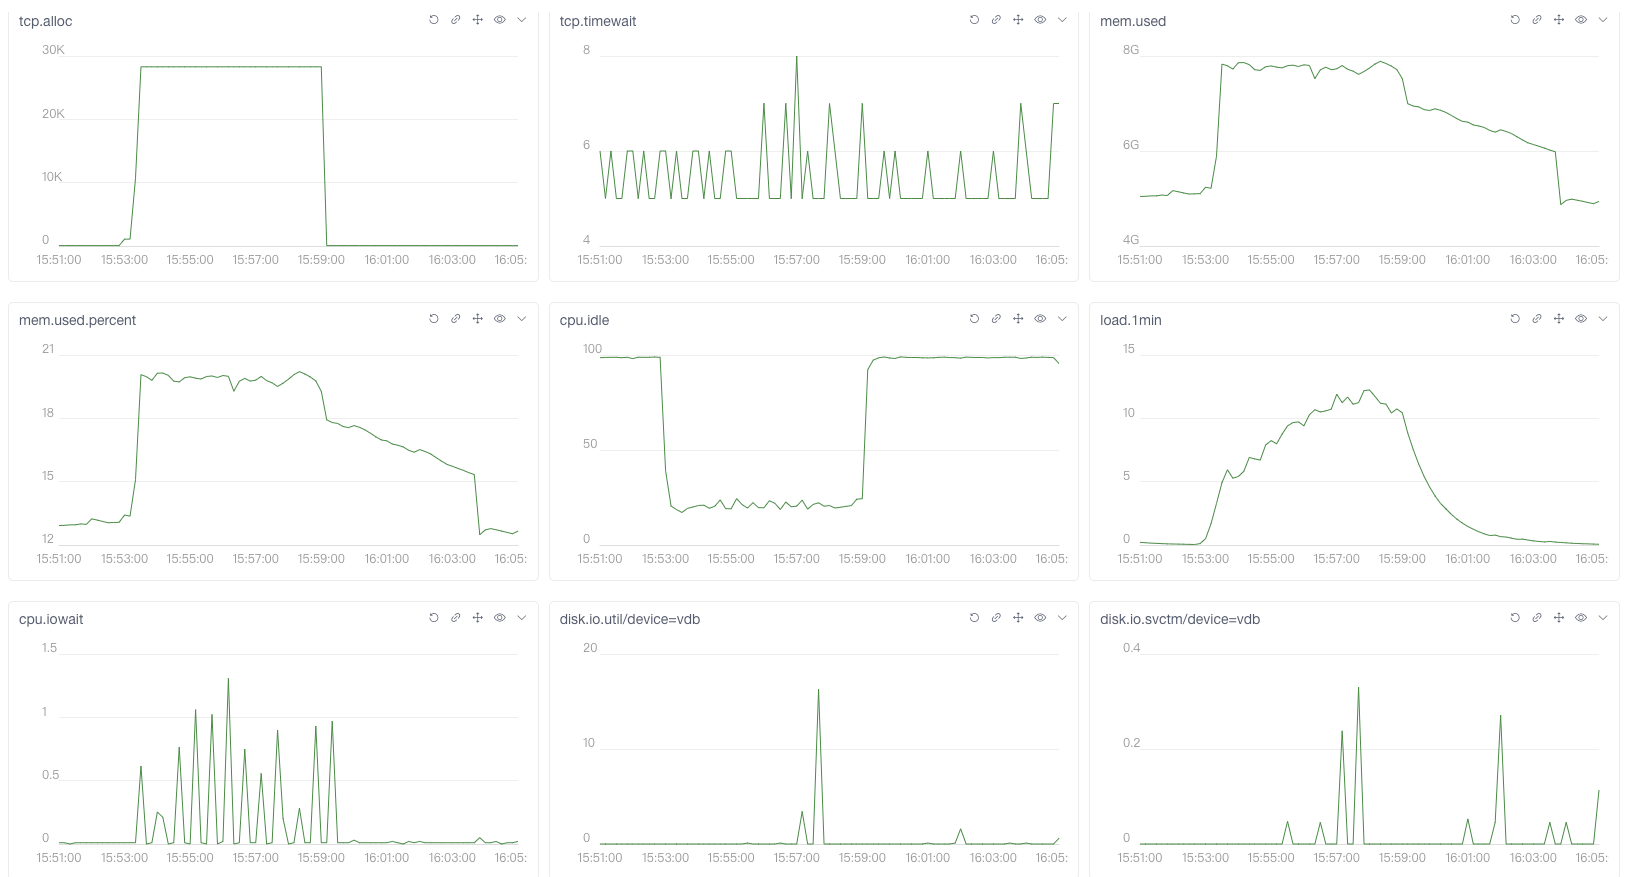 tcp.alloc
30K
20K
10K
0
15:51:00 15:53:00 15:55:00 15:57:00 15:59:00 16:01:00 16:03:00 16:05:
tcp.timewait
8
6
4
15:51:00 15:53:00 15:55:00 15:57:00 15:59:00 16:01:00 16:03:00 16:05:
mem.used
8G
6G
4G
15:51:00 15:53:00 15:55:00 15:57:00 15:59:00 16:01:00 16:03:00 16:05:
mem.used.percent
21
18
15
12
15:51:00 15:53:00 15:55:00 15:57:00 15:59:00 16:01:00 16:03:00 16:05:
cpu.idle
100
50
0
15:51:00 15:53:00 15:55:00 15:57:00 15:59:00 16:01:00 16:03:00 16:05:
load.1min
15
10
5
0
15:51:00 15:53:00 15:55:00 15:57:00 15:59:00 16:01:00 16:03:00 16:05:
cpu.iowait
1.5
1
0.5
0
15:51:00 15:53:00 15:55:00 15:57:00 15:59:00 16:01:00 16:03:00 16:05:
disk.io.util/device=vdb
20
10
0
15:51:00 15:53:00 15:55:00 15:57:00 15:59:00 16:01:00 16:03:00 16:05:
disk.io.svctm/device=vdb
0.4
0.2
0
15:51:00 15:53:00 15:55:00 15:57:00 15:59:00 16:01:00 16:03:00 16:05: